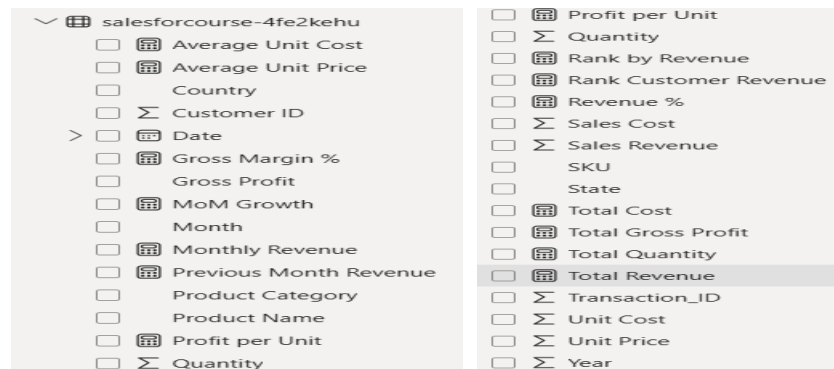 salesforcourse-4fe2kehu
Average Unit Cost
Average Unit Price
Country
Customer ID
Date
Gross Margin %
Gross Profit
MoM Growth
Month
Monthly Revenue
Previous Month Revenue
Product Category
Product Name
Profit per Unit
Quantity
Profit per Unit
Quantity
Rank by Revenue
Rank Customer Revenue
Revenue %
Sales Cost
Sales Revenue
SKU
State
Total Cost
Total Gross Profit
Total Quantity
Total Revenue
Transaction_ID
Unit Cost
Unit Price
Year